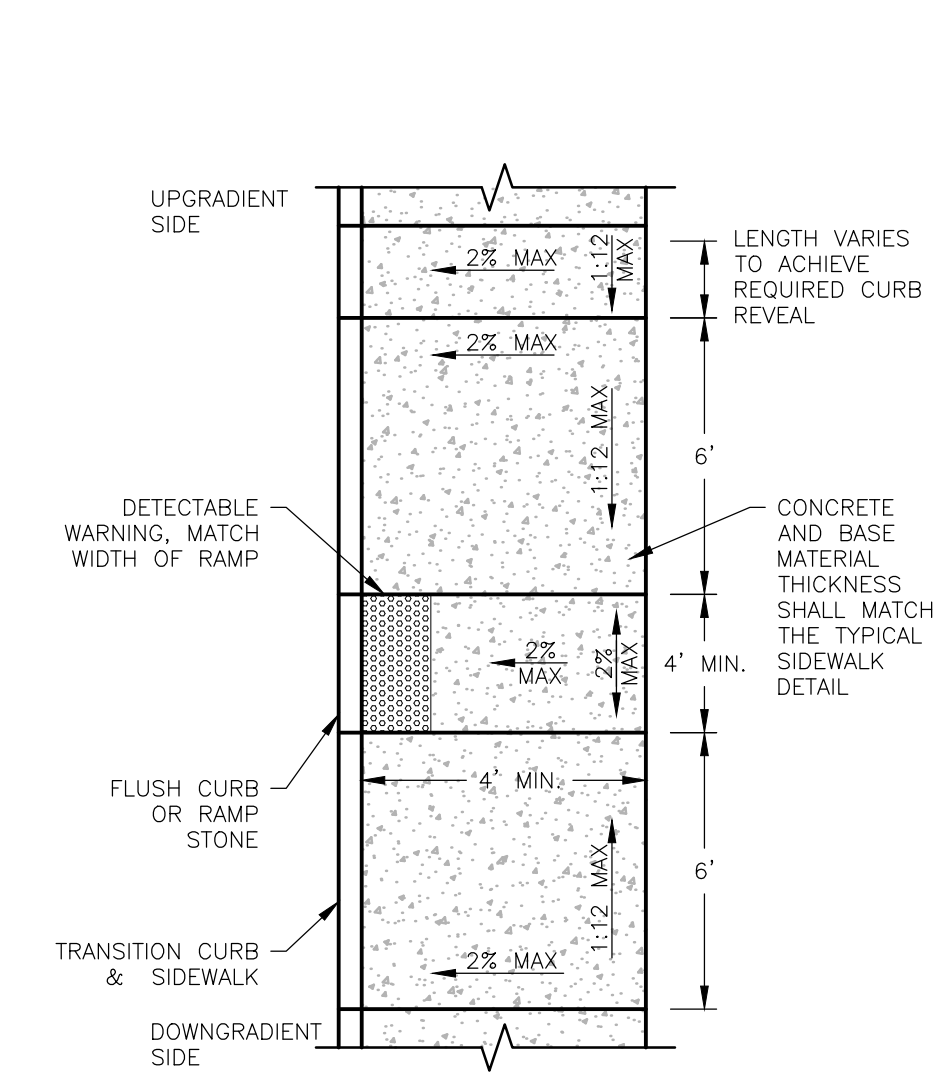 UPGRADIENT
SIDE
2% MAX
1:12
MAX
LENGTH VARIES
TO ACHIEVE
REQUIRED CURB
REVEAL
2% MAX
1:12 MAX
6'
DETECTABLE
WARNING, MATCH
WIDTH OF RAMP
CONCRETE
AND BASE
MATERIAL
THICKNESS
SHALL MATCH
THE TYPICAL
SIDEWALK
DETAIL
2%
MAX
2%
MAX
4' MIN.
FLUSH CURB
OR RAMP
STONE
4' MIN.
1:12 MAX
6'
TRANSITION CURB
& SIDEWALK
2% MAX
DOWNGRADIENT
SIDE